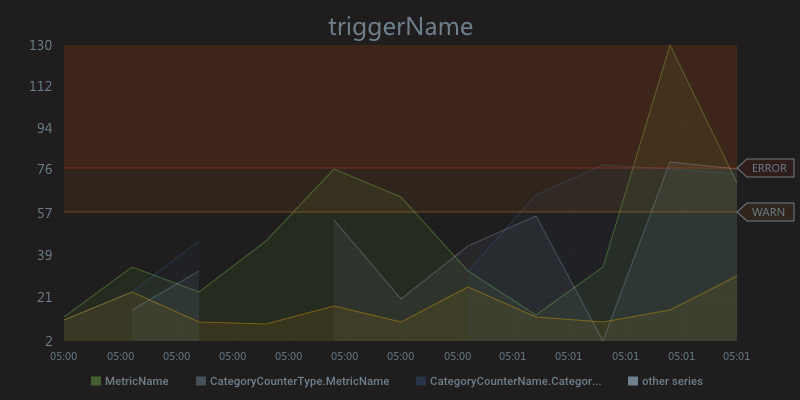 triggerName
130
112
94
76
57
39
21
2
ERROR
WARN
05:00 05:00 05:00 05:00 05:00 05:00 05:00 05:01 05:01 05:01 05:01 05:01 05:01
MetricName CategoryCounterType.MetricName CategoryCounterName.Categor... other series